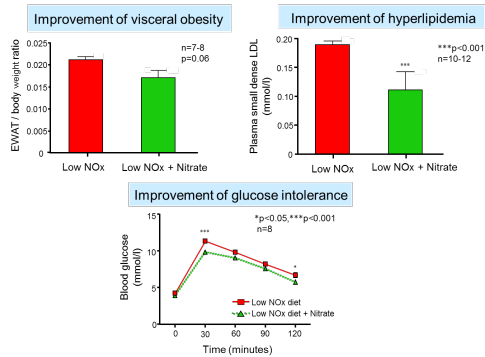 Improvement of visceral obesity
EWAT / body weight ratio
0.025
0.020
0.015
0.010
0.005
0.000
n=7-8
p=0.06
Low NOx
Low NOx + Nitrate
Improvement of hyperlipidemia
Plasma small dense LDL
(mmol/l)
0.20
0.15
0.10
0.05
0.00
***p<0.001
n=10-12
***
Low NOx
Low NOx + Nitrate
Improvement of glucose intolerance
Blood glucose
(mmol/l)
15
10
5
0
*p<0.05,***p<0.001
n=8
***
*
Low NOx diet
Low NOx diet + Nitrate
0
30
60
90
120
Time (minutes)